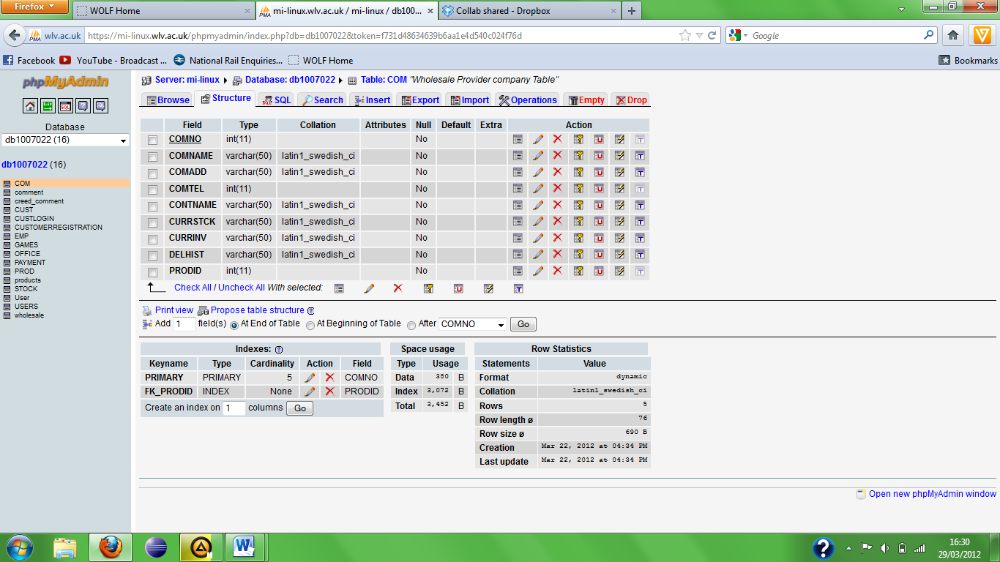 Firefox
WOLF Home
mi-linux.wlv.ac.uk / mi-linux / db100...
Collab shared - Dropbox
wlv.ac.uk https://mi-linux.wlv.ac.uk/phpmyadmin/index.php?db=db1007022&token=f731d48634639b6aa1e4d540c024f76d
Google
Facebook YouTube - Broadcast ... National Rail Enquiries... WOLF Home Bookmarks
phpMyAdmin
Database
db1007022 (16)
db1007022 (16)
COM
comment
creed_comment
CUST
CUSTLOGIN
CUSTOMERREGISTRATION
EMP
GAMES
OFFICE
PAYMENT
PROD
products
STOCK
User
USERS
wholesale
Server: mi-linux Database: db1007022 Table: COM "Wholesale Provider company Table"
Browse Structure SQL Search Insert Export Import Operations Empty Drop
Field Type Collation Attributes Null Default Extra Action
COMNO int(11) No
COMNAME varchar(50) latin1_swedish_ci No
COMADD varchar(50) latin1_swedish_ci No
COMTEL int(11) No
CONTNAME varchar(50) latin1_swedish_ci No
CURRSTCK varchar(50) latin1_swedish_ci No
CURRINV varchar(50) latin1_swedish_ci No
DELHIST varchar(50) latin1_swedish_ci No
PRODID int(11) No
Check All / Uncheck All With selected:
Print view Propose table structure
Add 1 field(s) At End of Table At Beginning of Table After COMNO Go
Indexes:
Keyname Type Cardinality Action Field
PRIMARY PRIMARY 5 COMNO
FK_PRODID INDEX None PRODID
Create an index on 1 columns Go
Space usage
Type Usage
Data 380 B
Index 3,072 B
Total 3,452 B
Row Statistics
Statements Value
Format dynamic
Collation latin1_swedish_ci
Rows 5
Row length ø 76
Row size ø 690 B
Creation Mar 22, 2012 at 04:34 PM
Last update Mar 22, 2012 at 04:34 PM
Open new phpMyAdmin window
16:30
29/03/2012